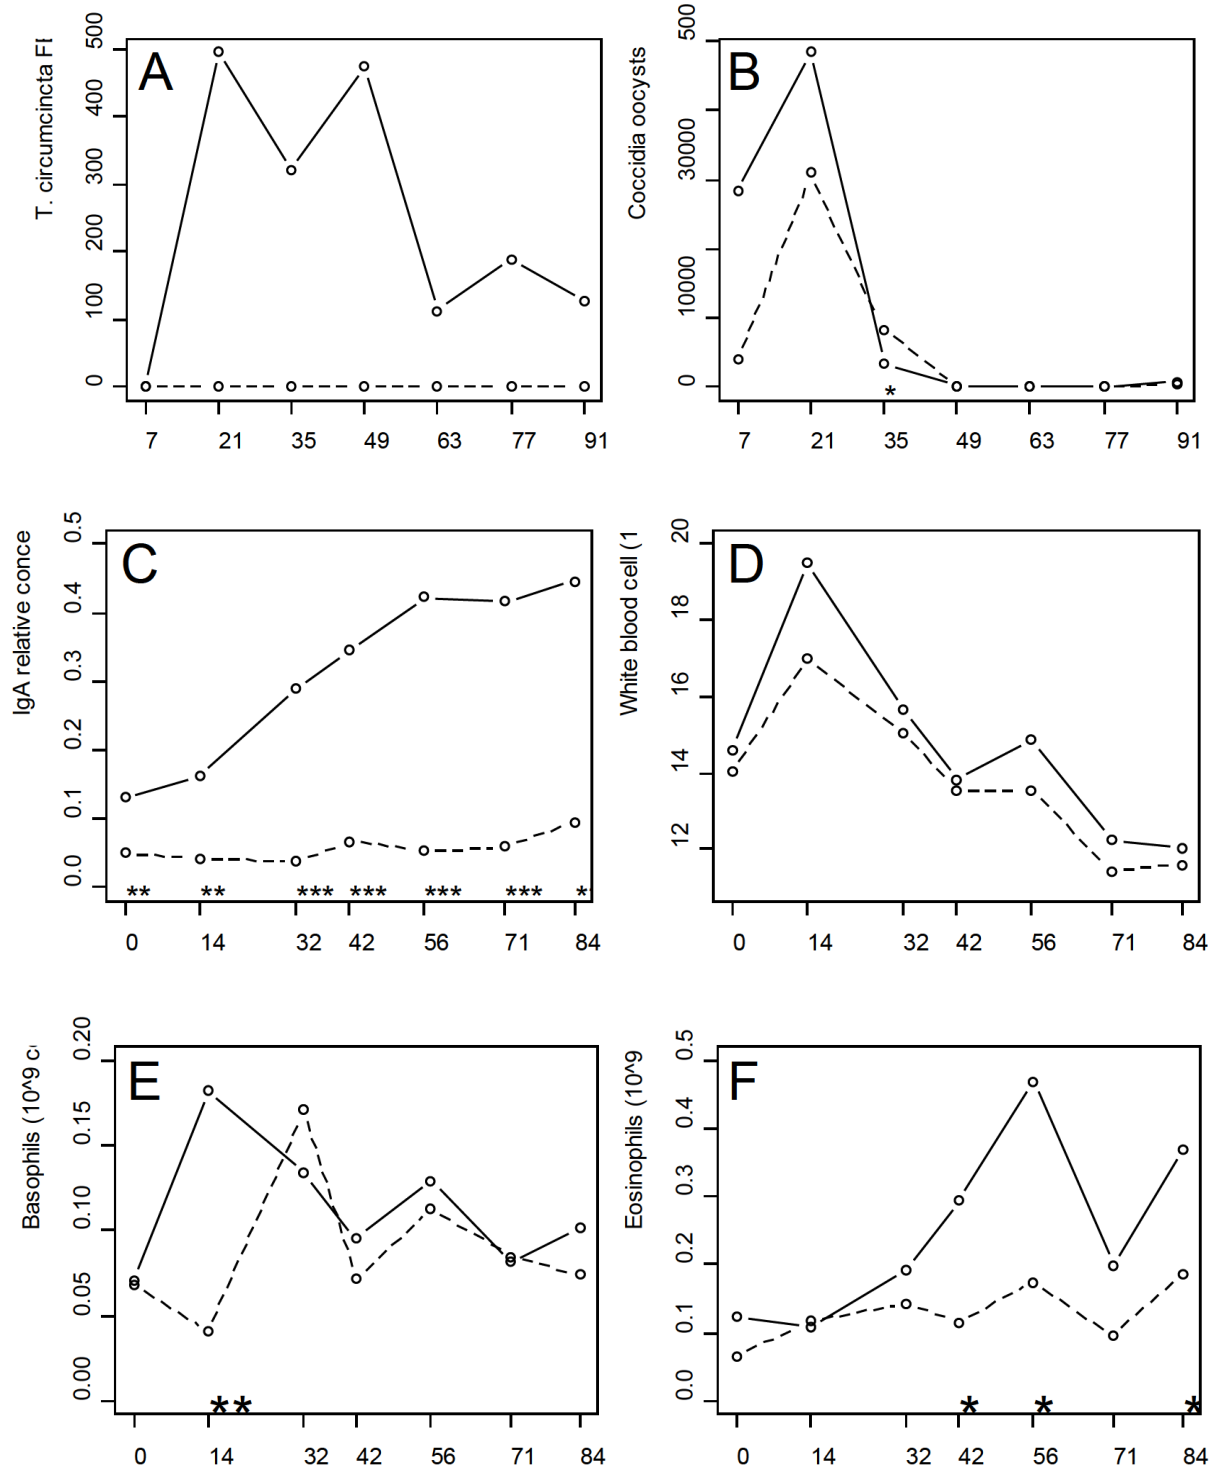 A
T. circumcincta FE
500
400
300
200
100
0
7 21 35 49 63 77 91
B
Coccidia oocysts
500
30000
10000
0
*
7 21 35 49 63 77 91
C
IgA relative conce
0.5
0.4
0.3
0.2
0.1
0.0
** ** *** *** *** *** **
0 14 32 42 56 71 84
D
White blood cell (1
20
18
16
14
12
0 14 32 42 56 71 84
E
Basophils (10^9 c
0.20
0.15
0.10
0.05
0.00
**
0 14 32 42 56 71 84
F
Eosinophils (10^9
0.5
0.4
0.3
0.2
0.1
0.0
* * *
0 14 32 42 56 71 84